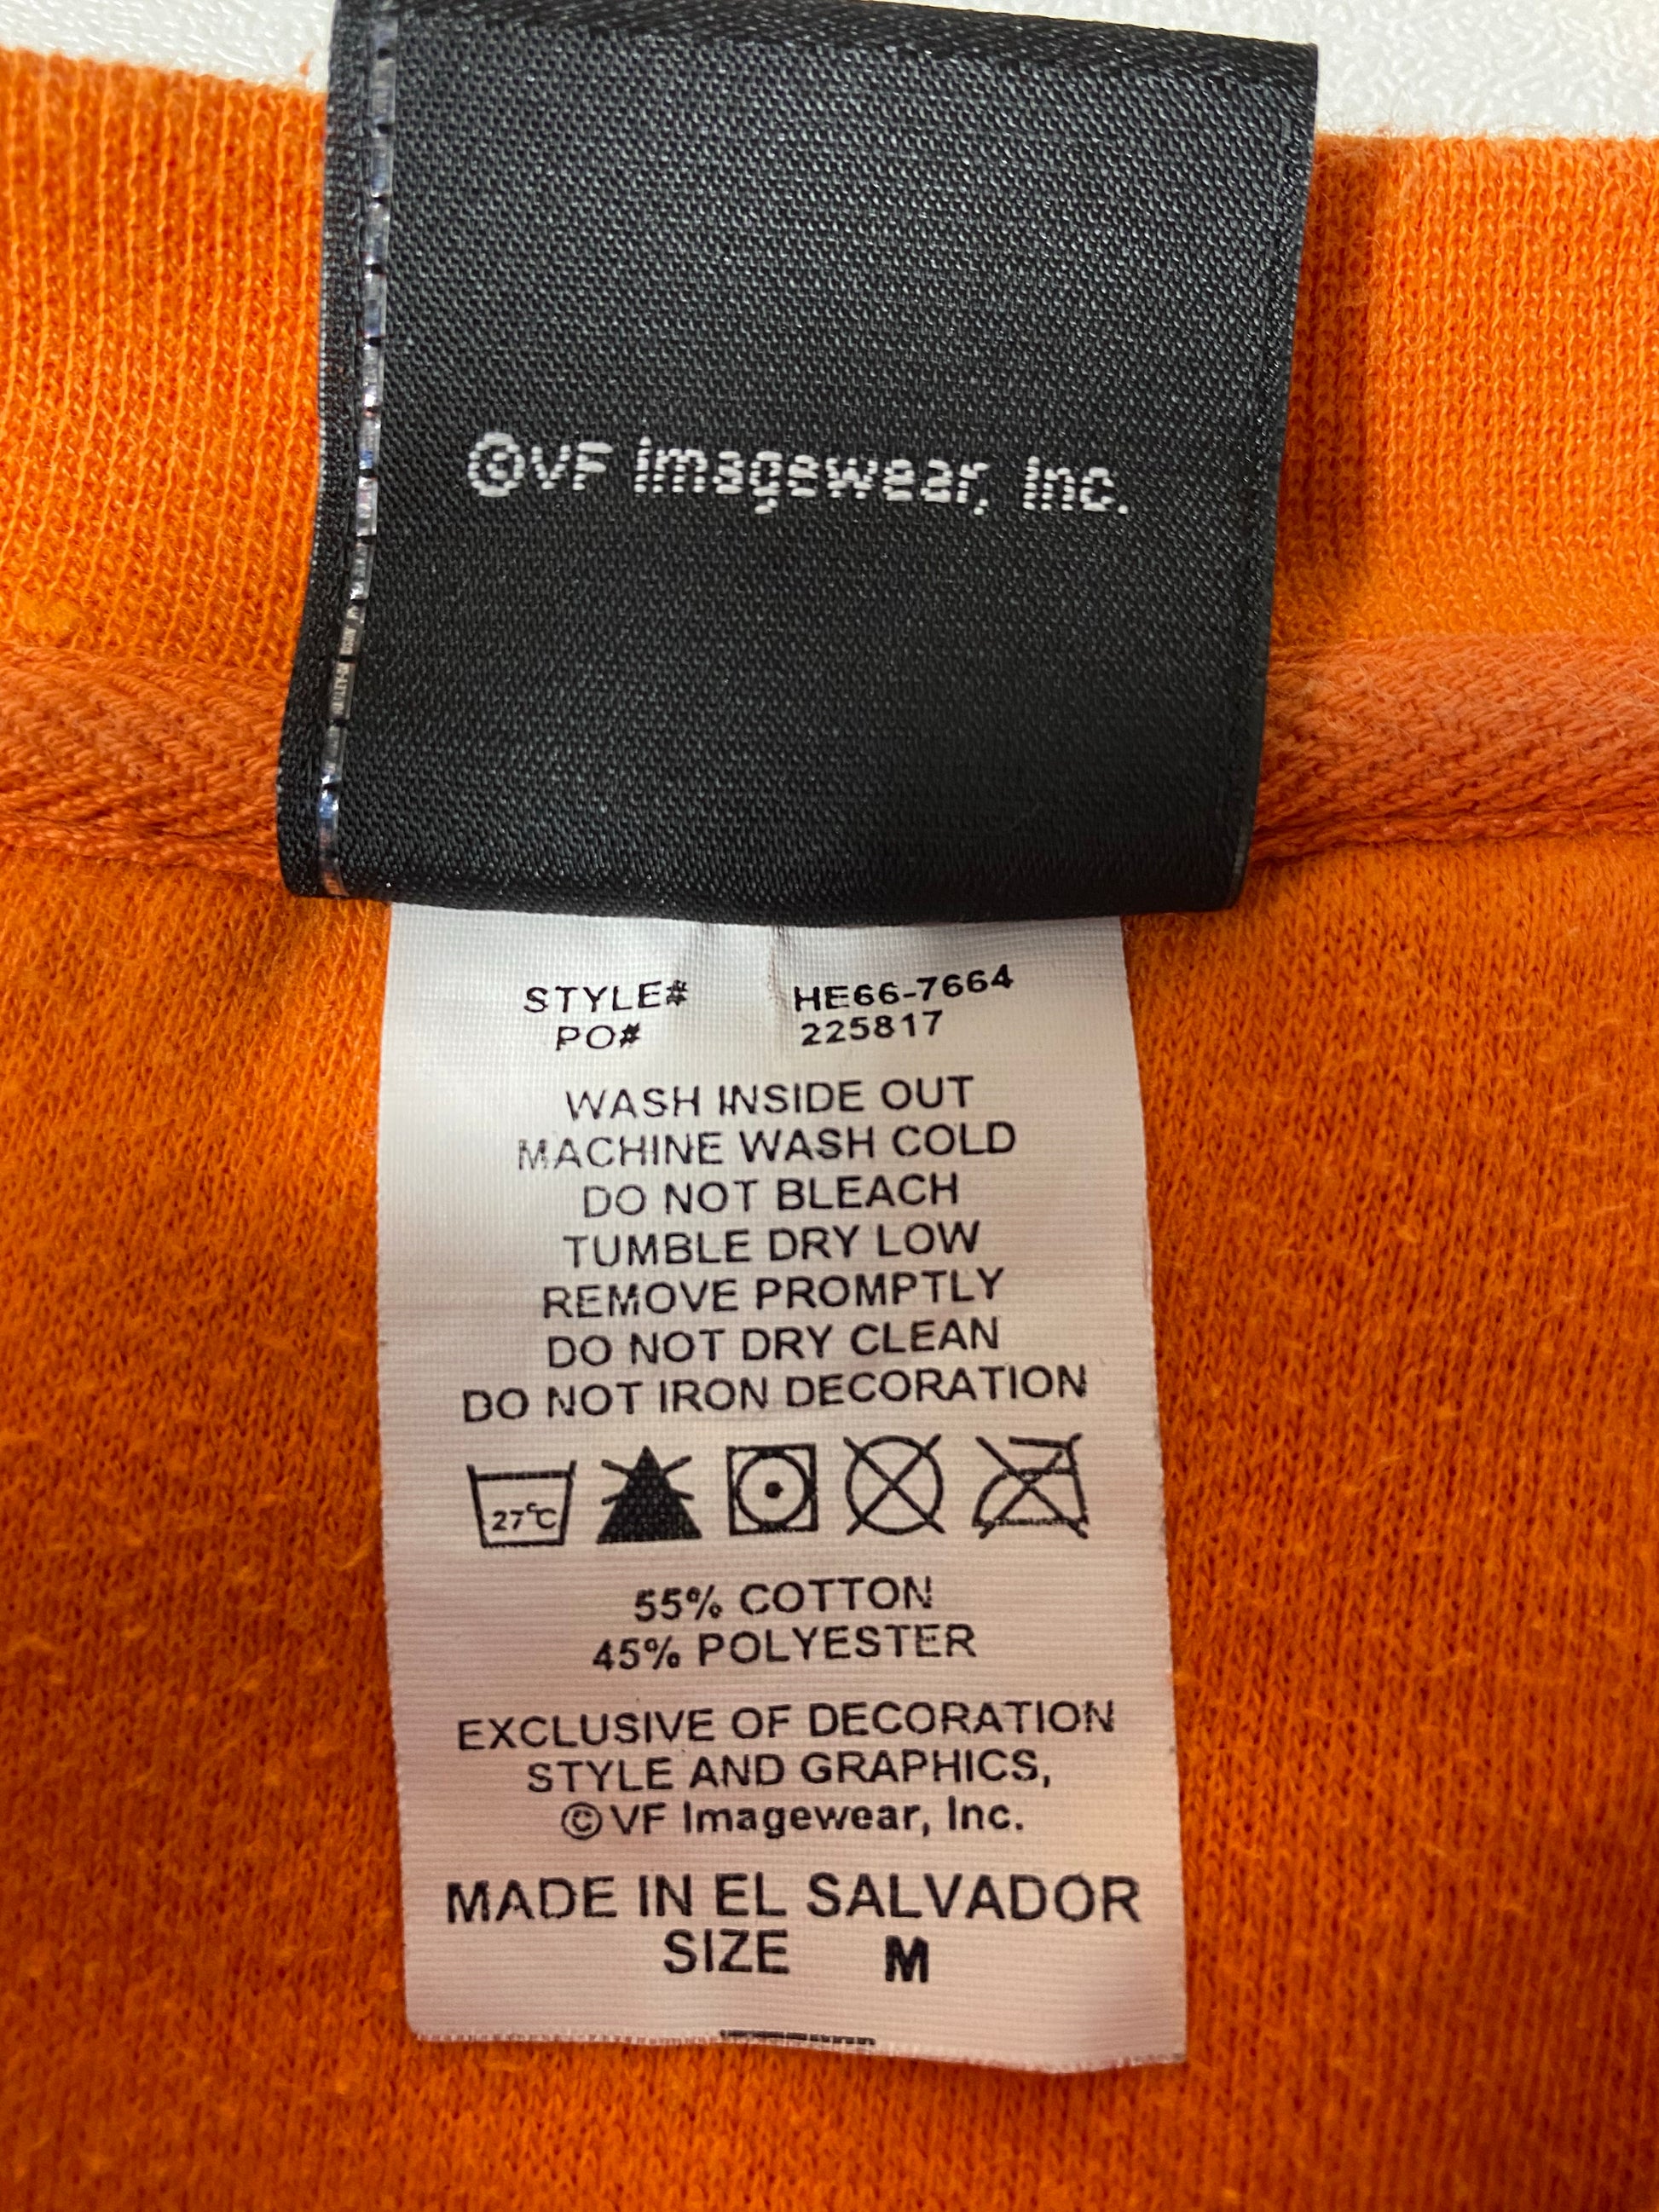 ©VF Imagewear, Inc.
STYLE# HE66-7664
PO# 225817
WASH INSIDE OUT
MACHINE WASH COLD
DO NOT BLEACH
TUMBLE DRY LOW
REMOVE PROMPTLY
DO NOT DRY CLEAN
DO NOT IRON DECORATION
27°C
55% COTTON
45% POLYESTER
EXCLUSIVE OF DECORATION
STYLE AND GRAPHICS,
©VF Imagewear, Inc.
MADE IN EL SALVADOR
SIZE M